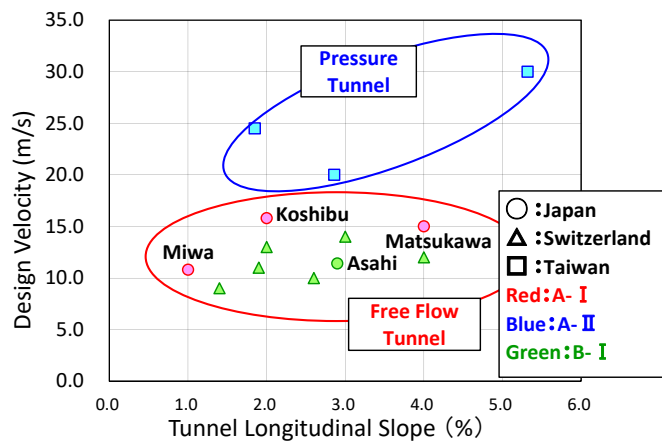 35.0
30.0
25.0
20.0
15.0
10.0
5.0
0.0
Design Velocity (m/s)
Pressure
Tunnel
Koshibu
Miwa
Matsukawa
Asahi
Free Flow
Tunnel
○:Japan
△:Switzerland
□:Taiwan
Red:A-Ⅰ
Blue:A-Ⅱ
Green:B-Ⅰ
0.0 1.0 2.0 3.0 4.0 5.0 6.0
Tunnel Longitudinal Slope (%)